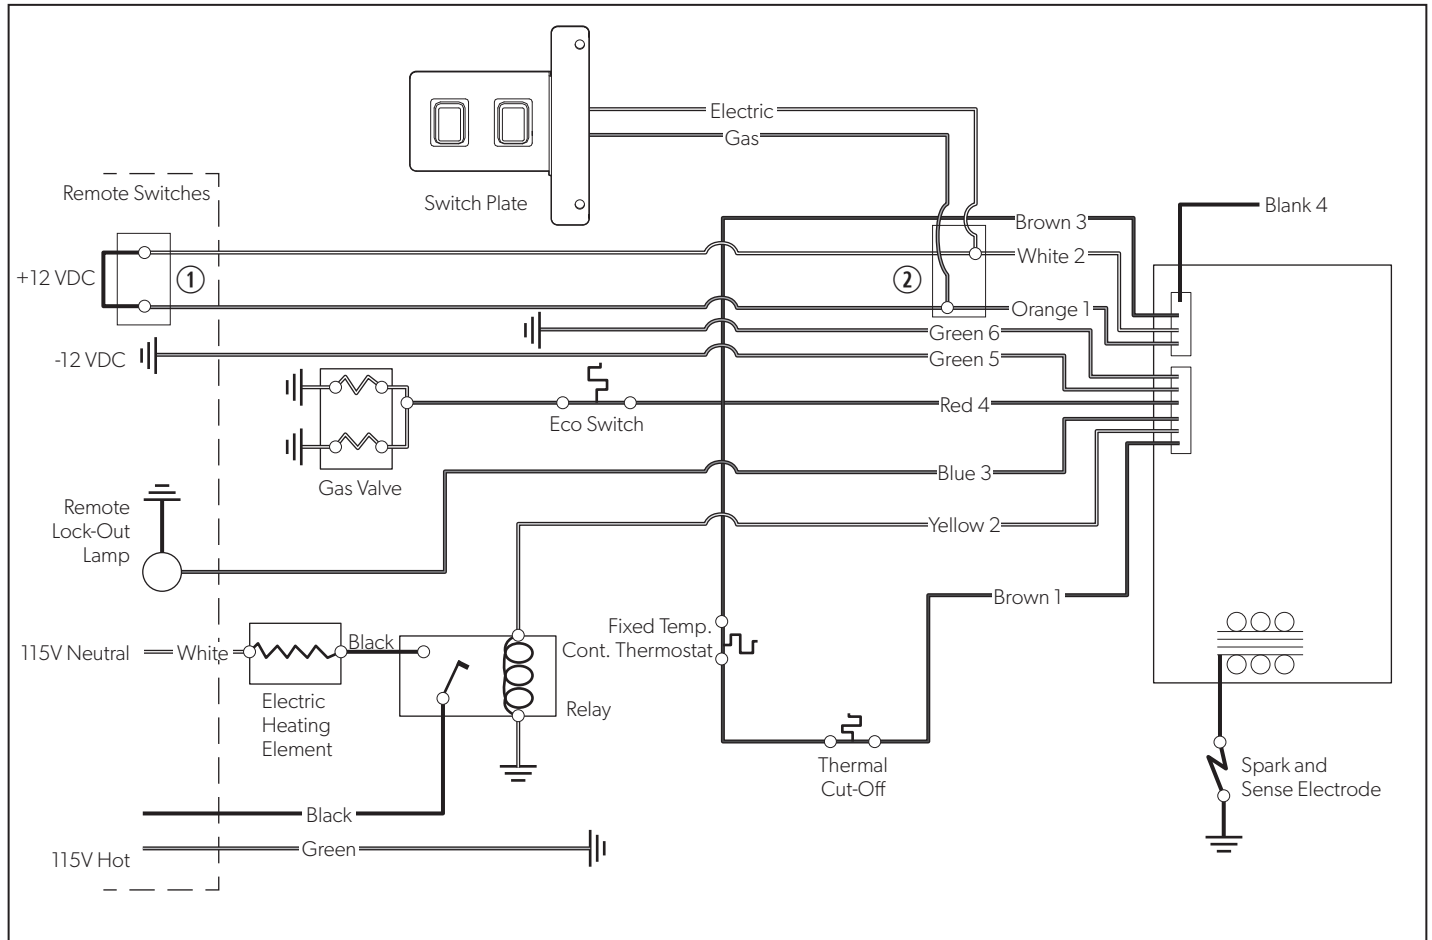 Electric
Gas
Switch Plate
Remote Switches
+12 VDC
1
2
-12 VDC
Brown 3
White 2
Orange 1
Green 6
Green 5
Red 4
Blue 3
Yellow 2
Brown 1
Blank 4
Eco Switch
Gas Valve
Remote
Lock-Out
Lamp
115V Neutral
White
Black
Electric
Heating
Element
Relay
Fixed Temp.
Cont. Thermostat
Thermal
Cut-Off
Spark and
Sense Electrode
Black
Green
115V Hot